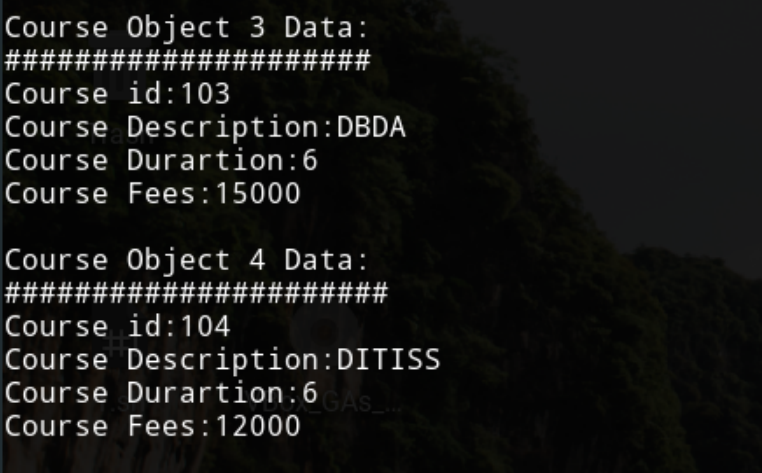 Course Object 3 Data:
#####################
Course id:103
Course Description:DBDA
Course Durartion:6
Course Fees:15000
Course Object 4 Data:
######################
Course id:104
Course Description:DITISS
Course Durartion:6
Course Fees:12000